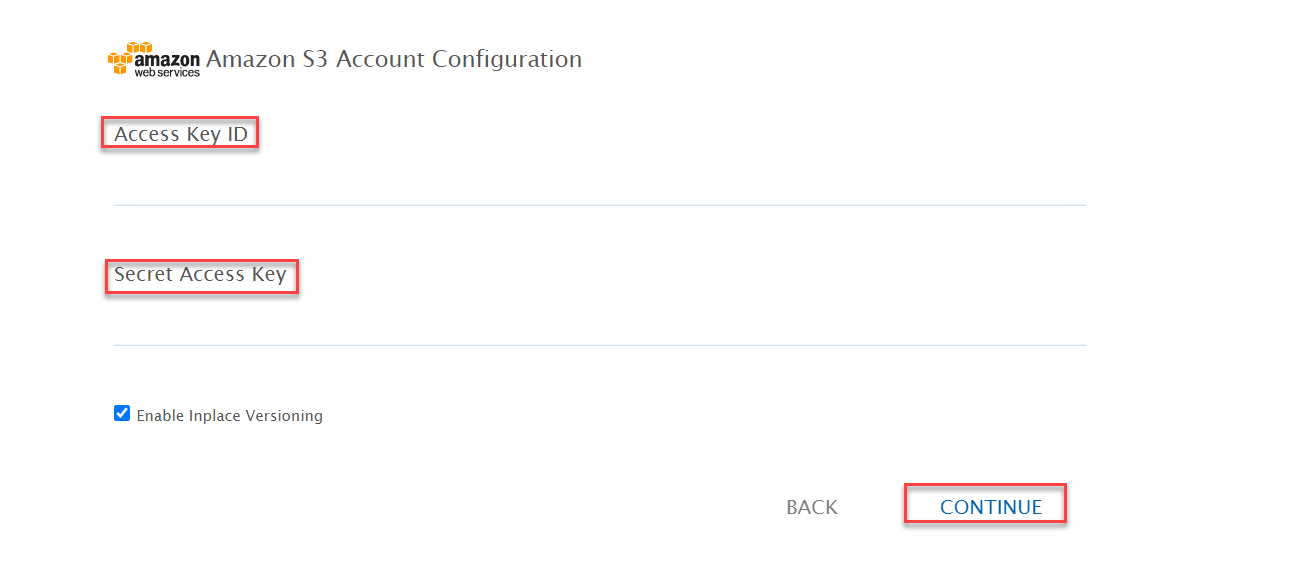 amazon
web services
Amazon S3 Account Configuration
Access Key ID
Secret Access Key
Enable Inplace Versioning
BACK CONTINUE